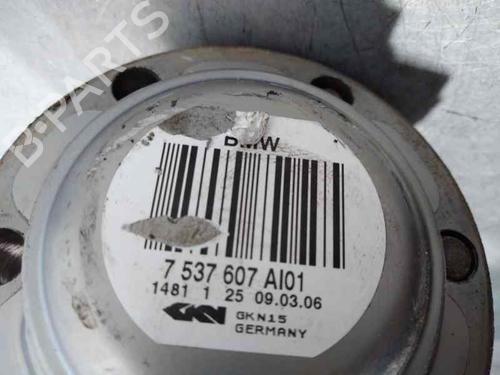 BMW
7 537 607 AI01
1481 1 25 09.03.06
GKN
GKN15
GERMANY
B-PARTS